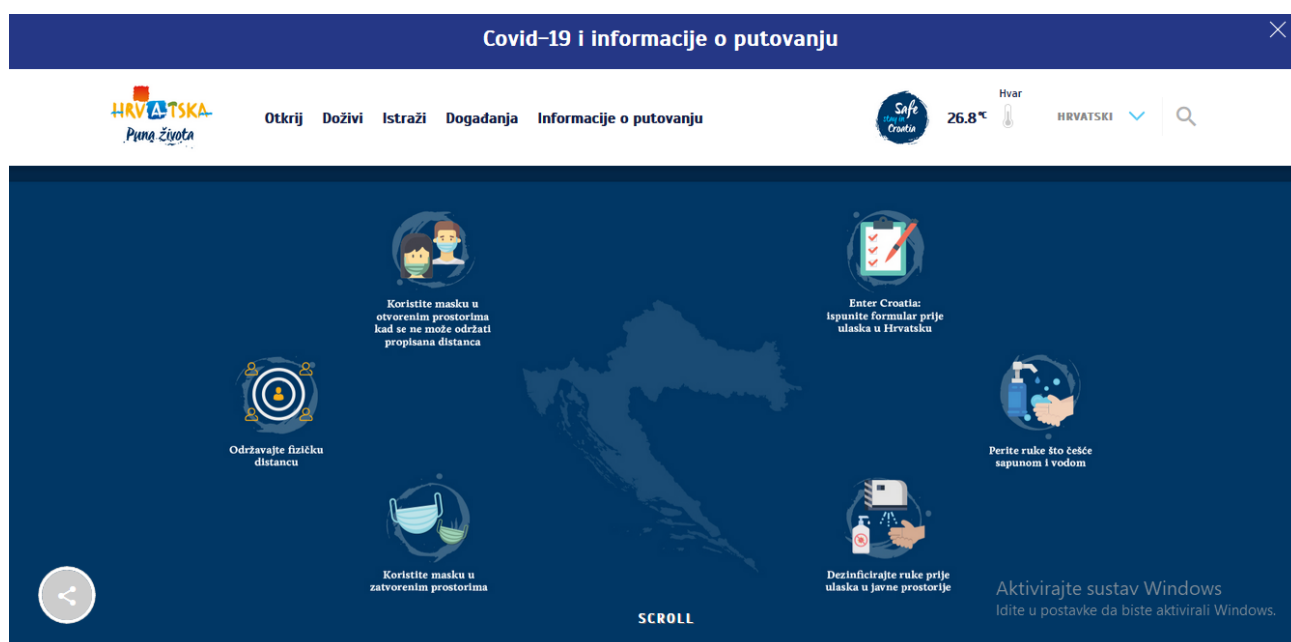 Covid-19 i informacije o putovanju
HRVATSKA
Puna života
Otkrij Doživi Istraži Događanja Informacije o putovanju
Safe
stay in
Croatia
26.8°C
Hvar
HRVATSKI
Koristite masku u
otvorenim prostorima
kad se ne može održati
propisana distanca
Enter Croatia:
ispunite formular prije
ulaska u Hrvatsku
Održavajte fizičku
distancu
Perite ruke što češće
sapunom i vodom
Koristite masku u
zatvorenim prostorima
Dezinficirajte ruke prije
ulaska u javne prostorije
SCROLL
Aktivirajte sustav Windows
Idite u postavke da biste aktivirali Windows.